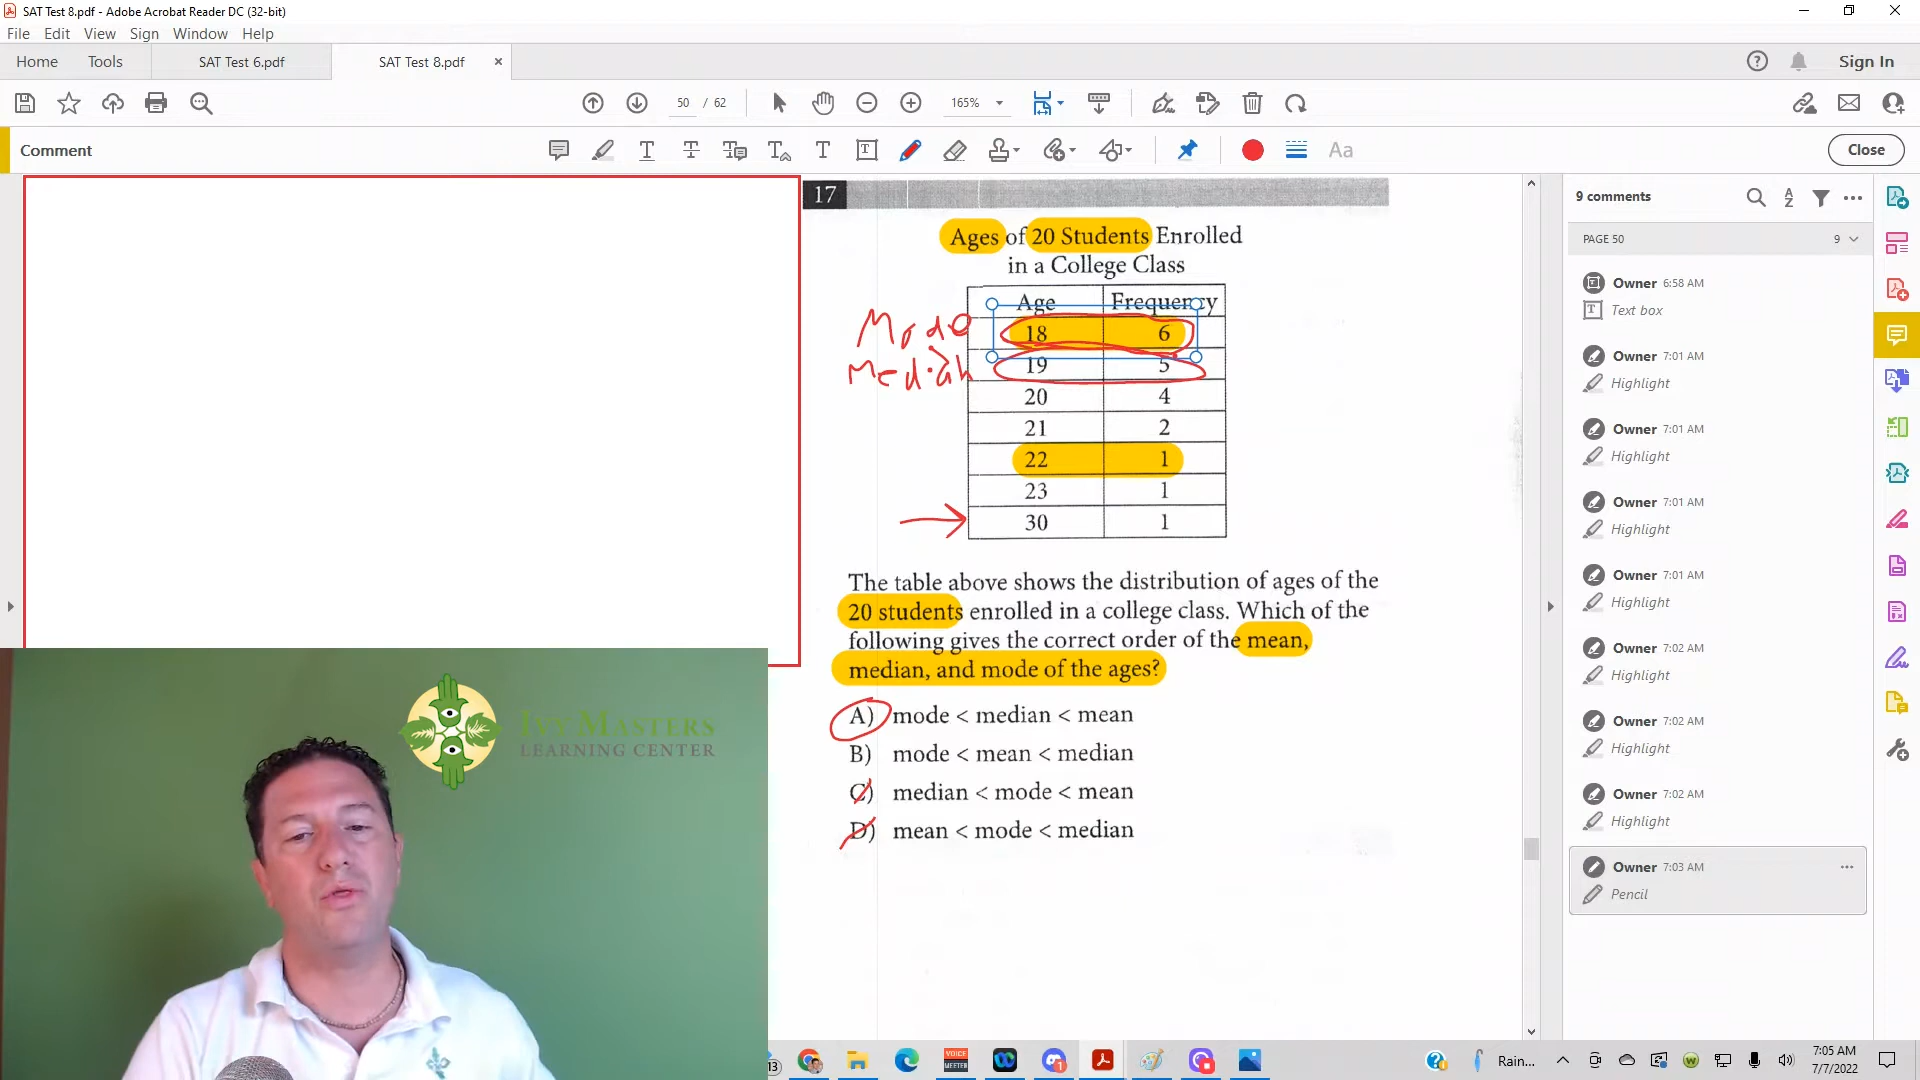 SAT Test 8.pdf - Adobe Acrobat Reader DC (32-bit)
File Edit View Sign Window Help
Home Tools SAT Test 6.pdf SAT Test 8.pdf × Sign In
50 / 62 165%
Comment Aa Close
17
Ages of 20 Students Enrolled
in a College Class
Age Frequency
Mode 18 6
Median 19 5
20 4
21 2
22 1
23 1
30 1
The table above shows the distribution of ages of the
20 students enrolled in a college class. Which of the
following gives the correct order of the mean,
median, and mode of the ages?
A) mode < median < mean
B) mode < mean < median
C) median < mode < mean
D) mean < mode < median
IVY MASTERS
LEARNING CENTER
9 comments
PAGE 50 9
Owner 6:58 AM
Text box
Owner 7:01 AM
Highlight
Owner 7:01 AM
Highlight
Owner 7:01 AM
Highlight
Owner 7:01 AM
Highlight
Owner 7:02 AM
Highlight
Owner 7:02 AM
Highlight
Owner 7:02 AM
Highlight
Owner 7:03 AM
Pencil
13 VOICE MEETER Rain... 7:05 AM
7/7/2022